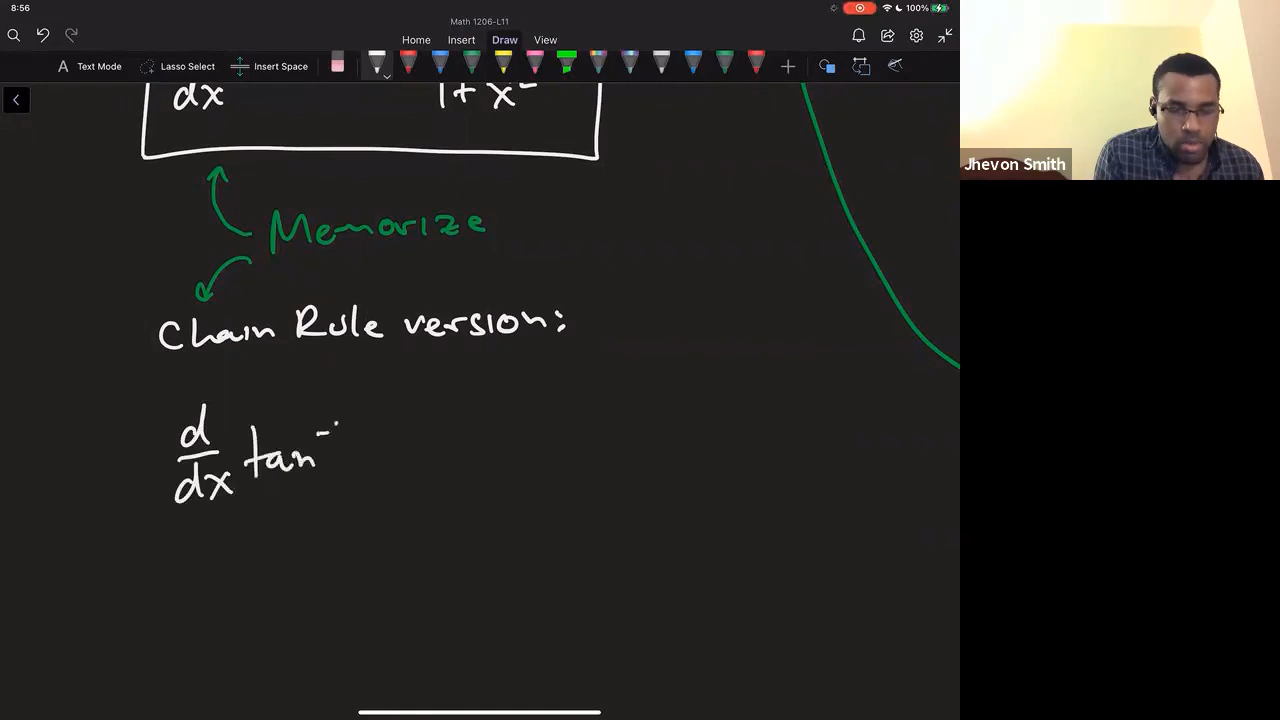 8:56
100%
Math 1206-L11
Home Insert Draw View
A Text Mode Lasso Select Insert Space
dx 1 + x²
Memorize
Chain Rule version:
d/dx tan⁻
Jhevon Smith